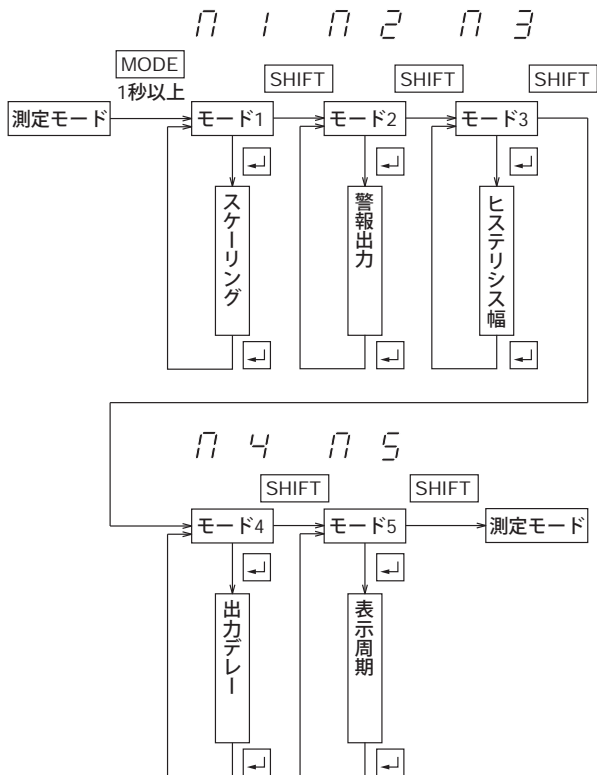 П 1 П 2 П 3
MODE
1秒以上
SHIFT SHIFT SHIFT
測定モード モード1 モード2 モード3
↵ ↵ ↵
スケーリング
警報出力
ヒステリシス幅
↵ ↵ ↵
П 4 П 5
SHIFT SHIFT
モード4 モード5 測定モード
↵ ↵
出力デレー
表示周期
↵ ↵